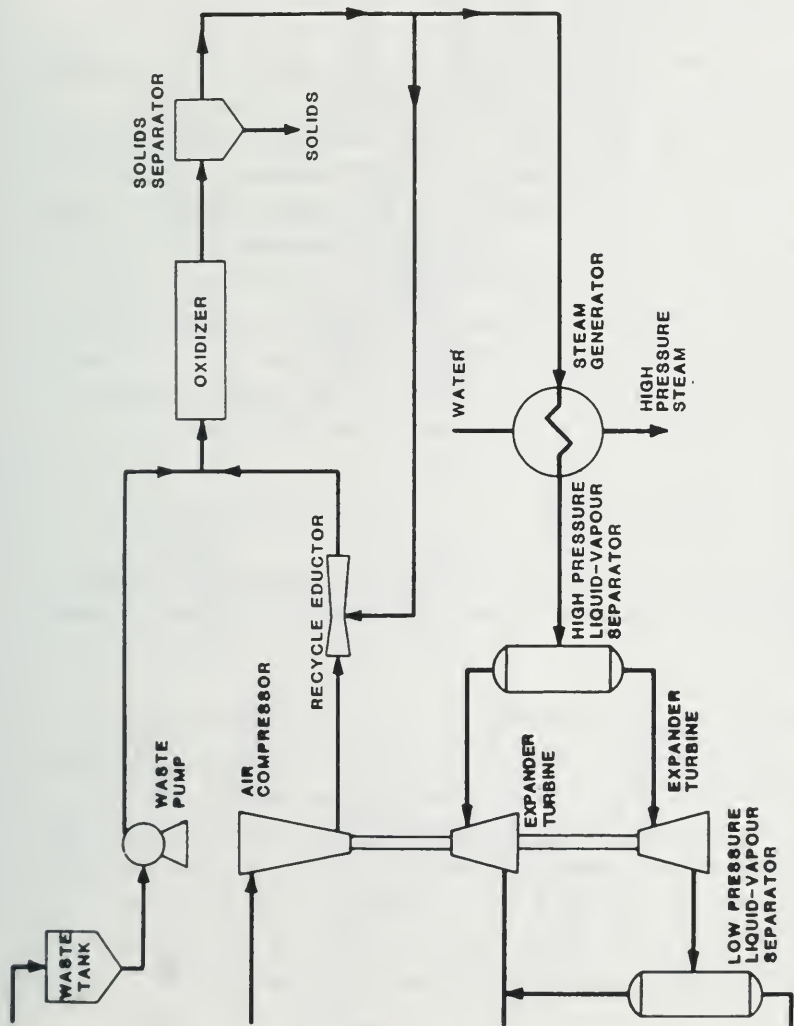 WASTE
TANK
WASTE
PUMP
OXIDIZER
SOLIDS
SEPARATOR
SOLIDS
AIR
COMPRESSOR
RECYCLE EDUCTOR
WATER
STEAM
GENERATOR
HIGH
PRESSURE
STEAM
HIGH PRESSURE
LIQUID-VAPOUR
SEPARATOR
EXPANDER
TURBINE
EXPANDER
TURBINE
LOW PRESSURE
LIQUID-VAPOUR
SEPARATOR